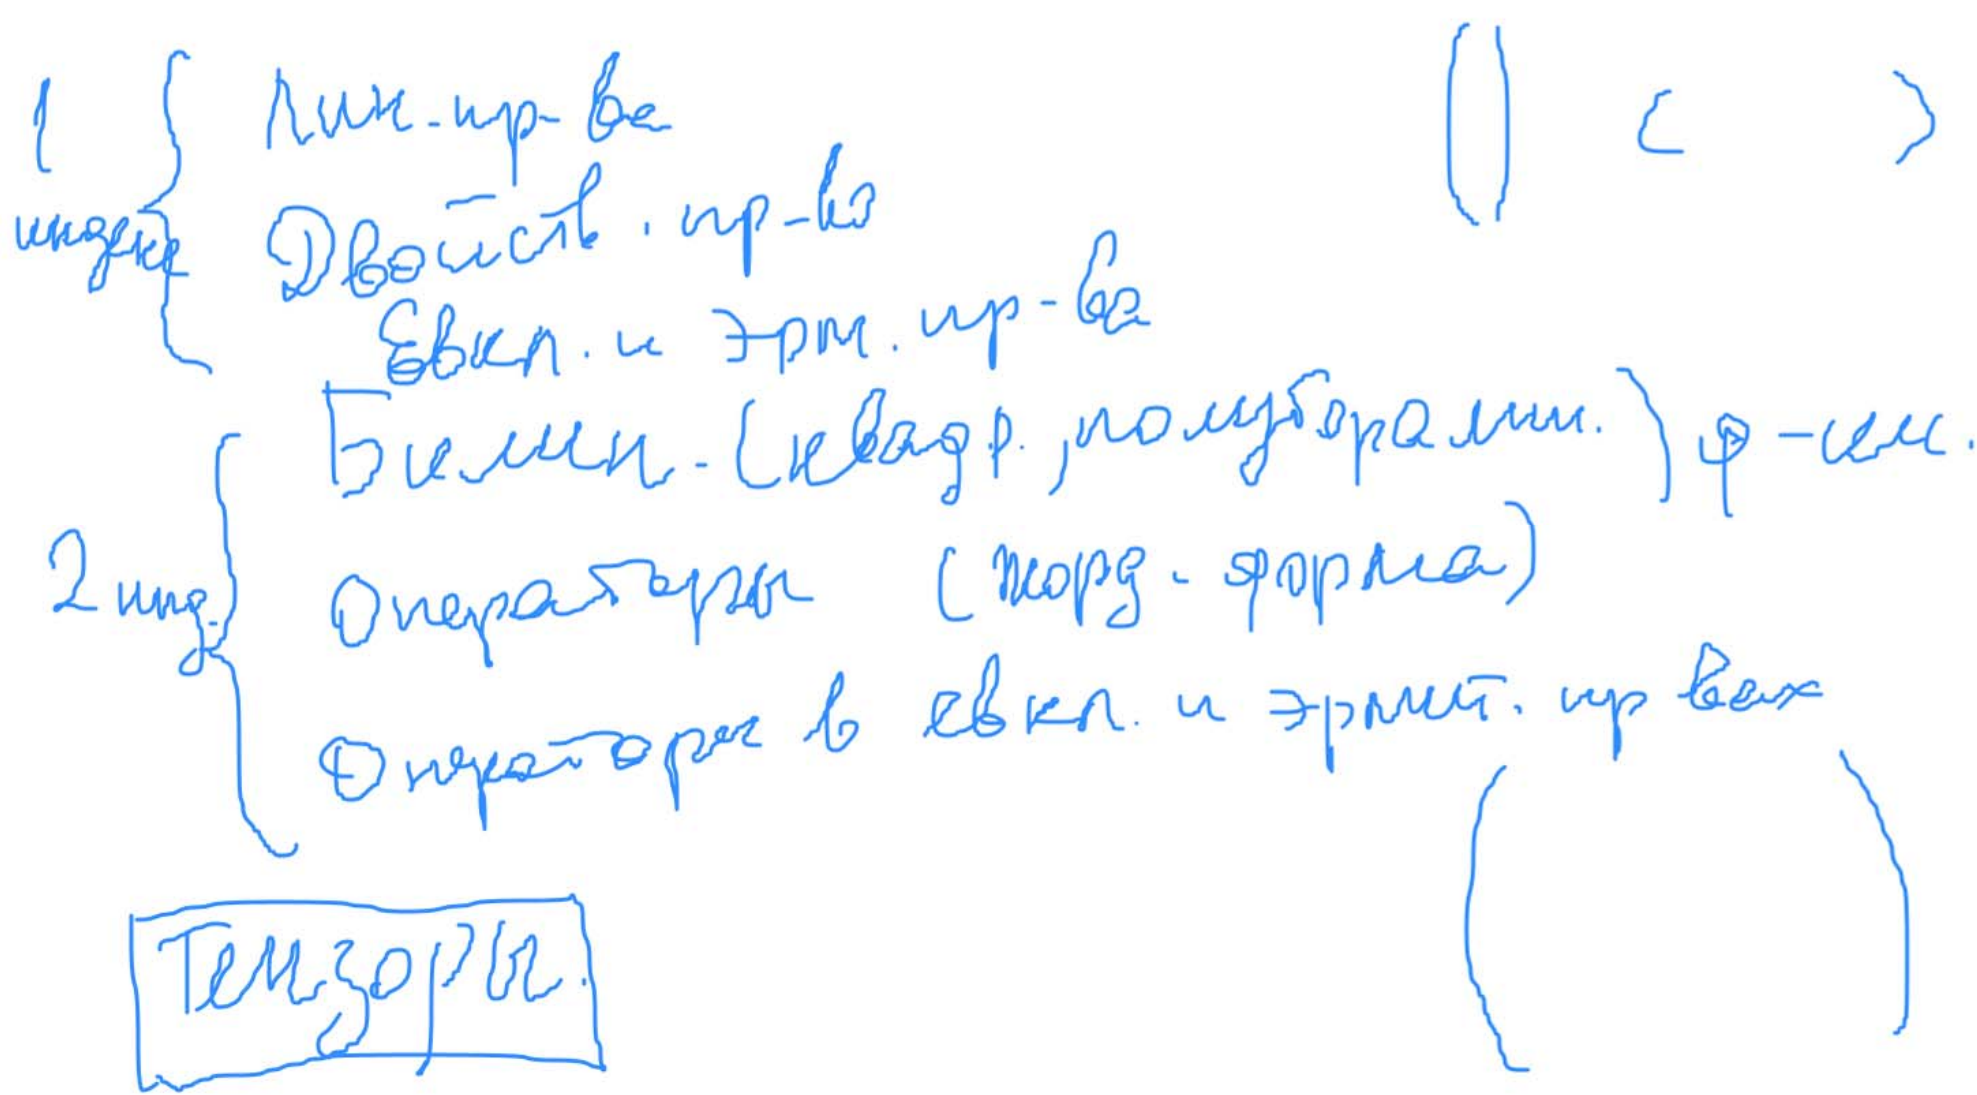 1 индекс
Лин. пр-ва
Двойств. пр-во
Евкл. и эрм. пр-ва
2 инд.
Билин. (квадр., полуторалин.) ф-ции.
Операторы (жорд. форма)
Операторы в евкл. и эрмит. пр-вах
Тензоры.